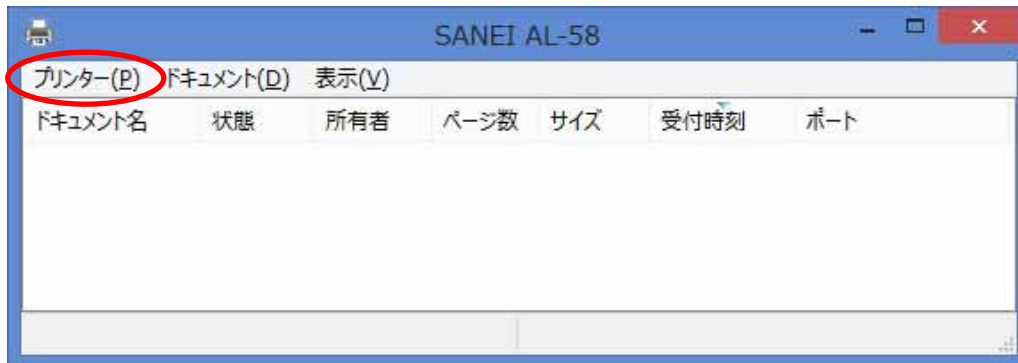 SANEI AL-58
プリンター(P) ドキュメント(D) 表示(V)
ドキュメント名 状態 所有者 ページ数 サイズ 受付時刻 ポート